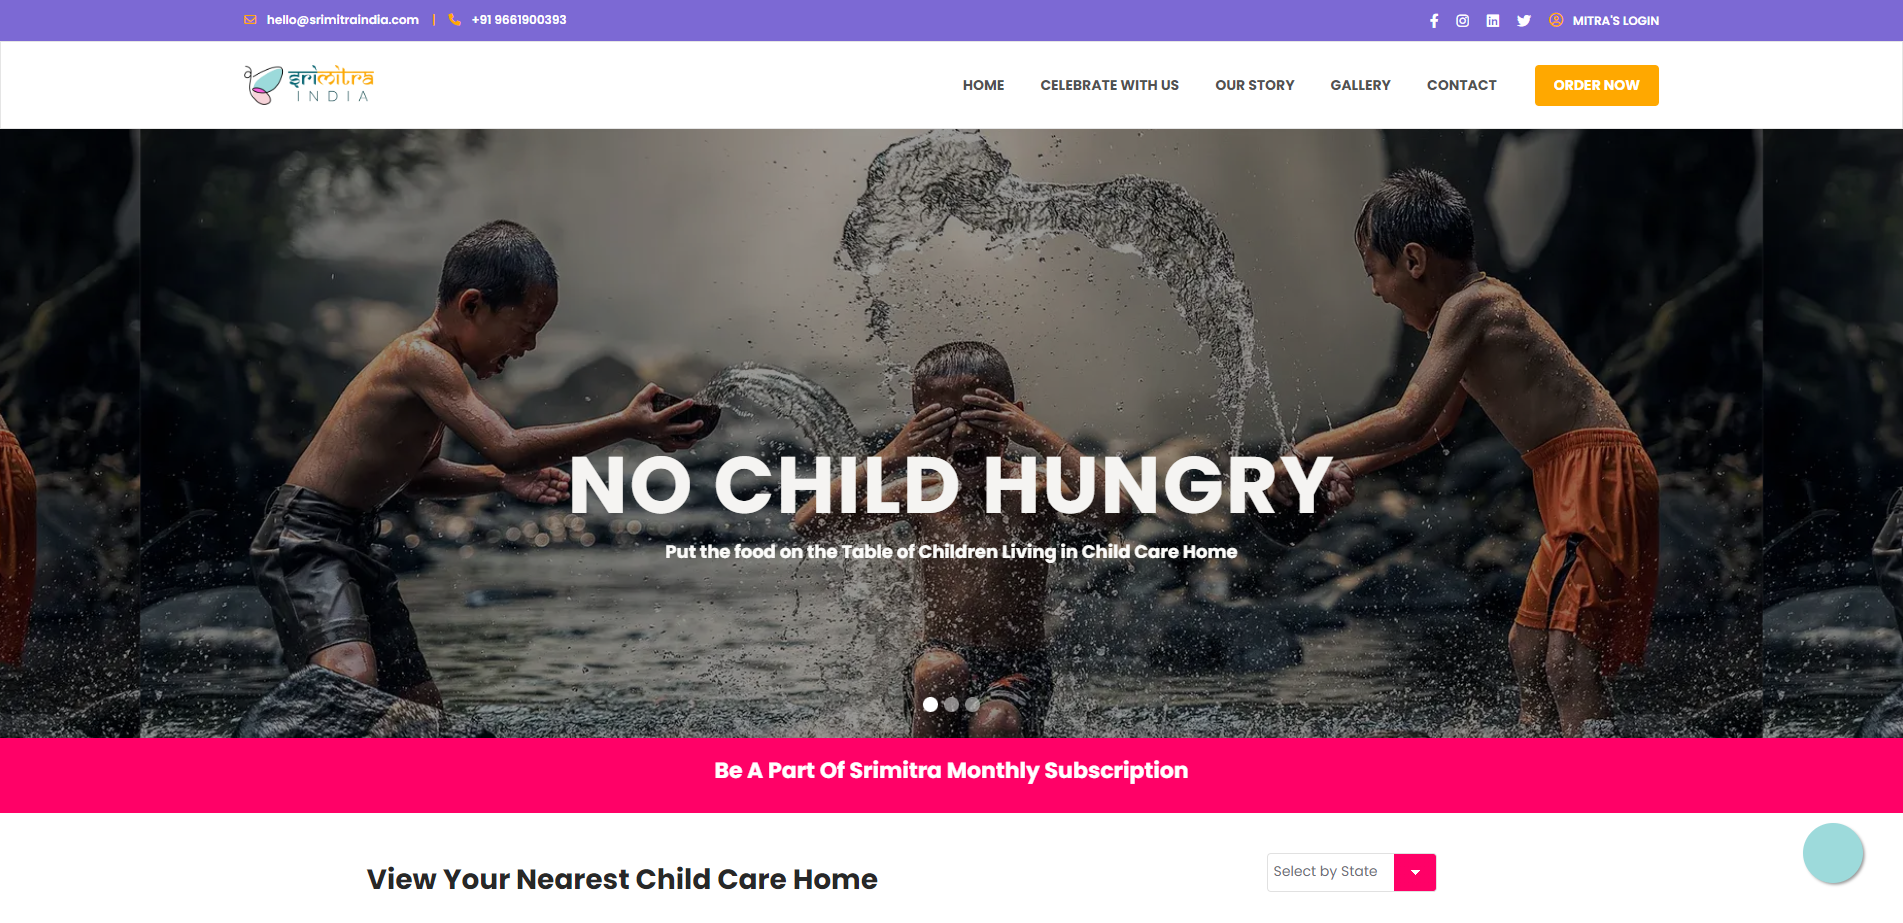 hello@srimitraindia.com | +91 9661900393
MITRA'S LOGIN
srimitra
INDIA
HOME
CELEBRATE WITH US
OUR STORY
GALLERY
CONTACT
ORDER NOW
NO CHILD HUNGRY
Put the food on the Table of Children Living in Child Care Home
Be A Part Of Srimitra Monthly Subscription
View Your Nearest Child Care Home
Select by State